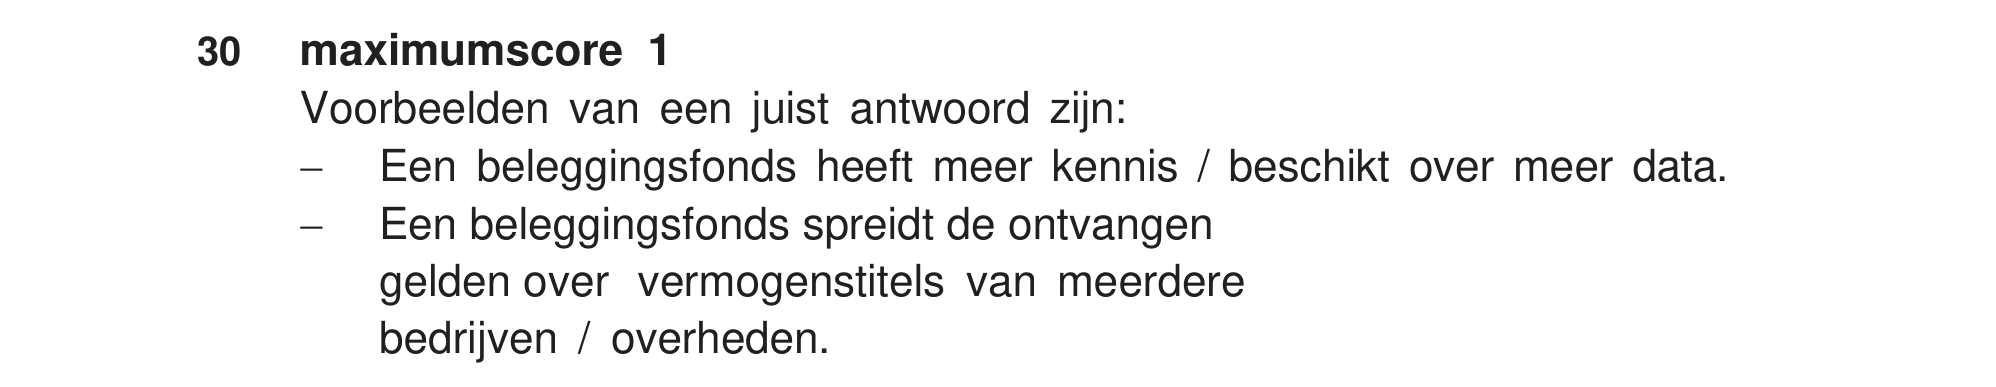 30 maximumscore 1
Voorbeelden van een juist antwoord zijn:
– Een beleggingsfonds heeft meer kennis / beschikt over meer data.
– Een beleggingsfonds spreidt de ontvangen
gelden over vermogenstitels van meerdere
bedrijven / overheden.